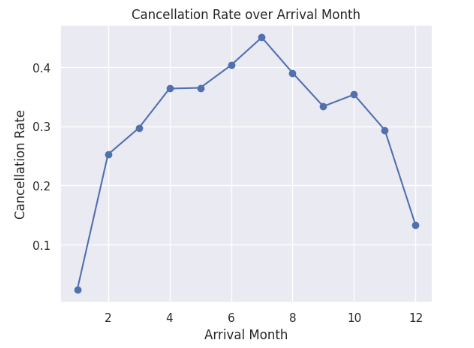 Cancellation Rate over Arrival Month
Cancellation Rate
0.4
0.3
0.2
0.1
2 4 6 8 10 12
Arrival Month